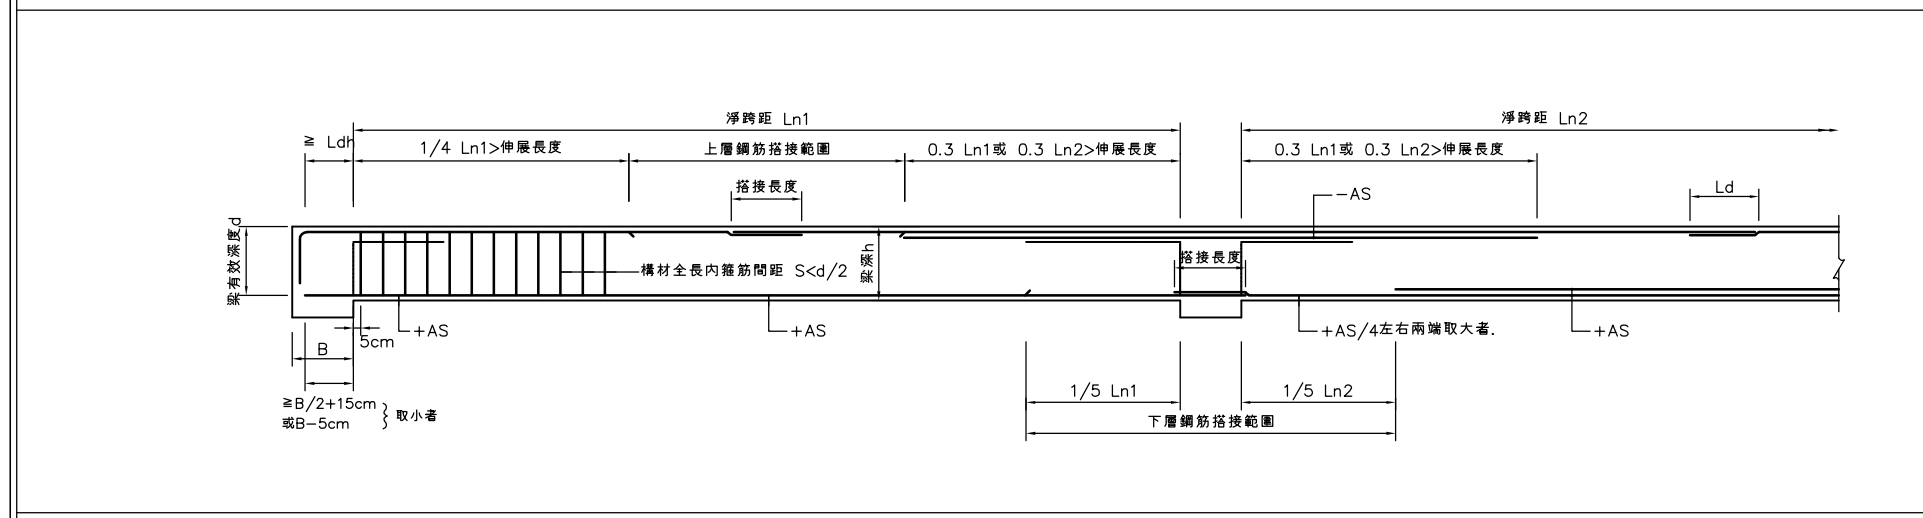 淨跨距 Ln1
淨跨距 Ln2
≧ Ldh
1/4 Ln1>伸展長度
上層鋼筋搭接範圍
0.3 Ln1或 0.3 Ln2>伸展長度
0.3 Ln1或 0.3 Ln2>伸展長度
搭接長度
-AS
Ld
梁有效深度d
構材全長內箍筋間距 S<d/2
梁深h
搭接長度
+AS
+AS
+AS/4左右兩端取大者.
+AS
5cm
B
≧B/2+15cm
或B-5cm
取小者
1/5 Ln1
1/5 Ln2
下層鋼筋搭接範圍